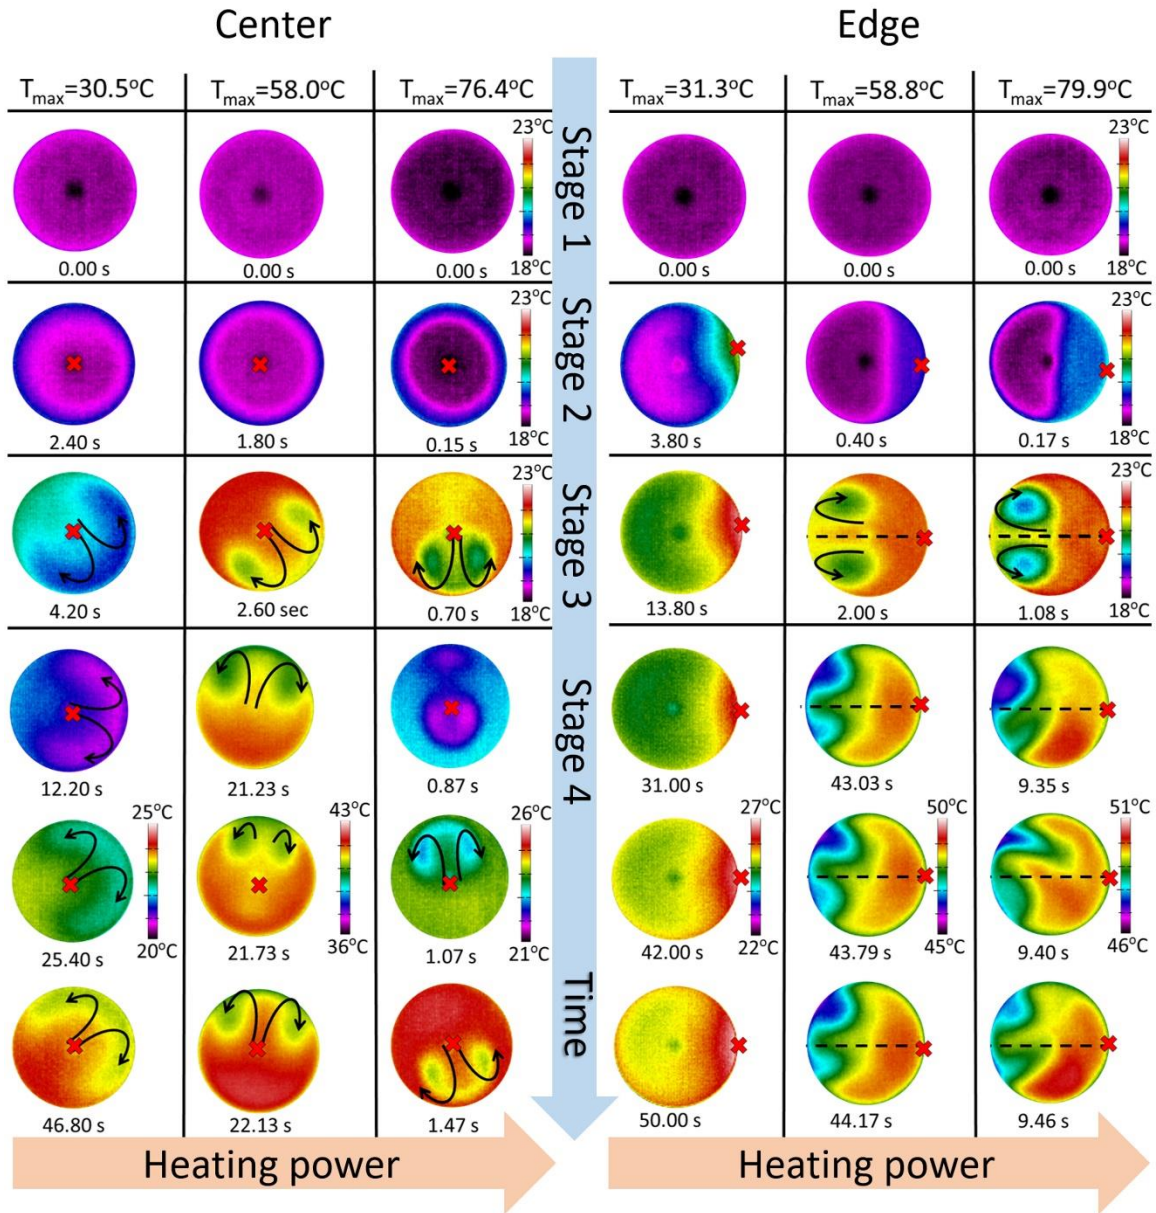 Center Edge
Tmax=30.5°C Tmax=58.0°C Tmax=76.4°C Tmax=31.3°C Tmax=58.8°C Tmax=79.9°C
Stage 1
23°C 23°C
0.00 s 0.00 s 0.00 s 18°C 0.00 s 0.00 s 0.00 s 18°C
Stage 2
23°C 23°C
2.40 s 1.80 s 0.15 s 18°C 3.80 s 0.40 s 0.17 s 18°C
Stage 3
23°C 23°C
4.20 s 2.60 sec 0.70 s 18°C 13.80 s 2.00 s 1.08 s 18°C
Stage 4
12.20 s 21.23 s 0.87 s 31.00 s 43.03 s 9.35 s
25°C 43°C 26°C 27°C 50°C 51°C
25.40 s 20°C 21.73 s 36°C 1.07 s 21°C 42.00 s 22°C 43.79 s 45°C 9.40 s 46°C
Time
46.80 s 22.13 s 1.47 s 50.00 s 44.17 s 9.46 s
Heating power Heating power